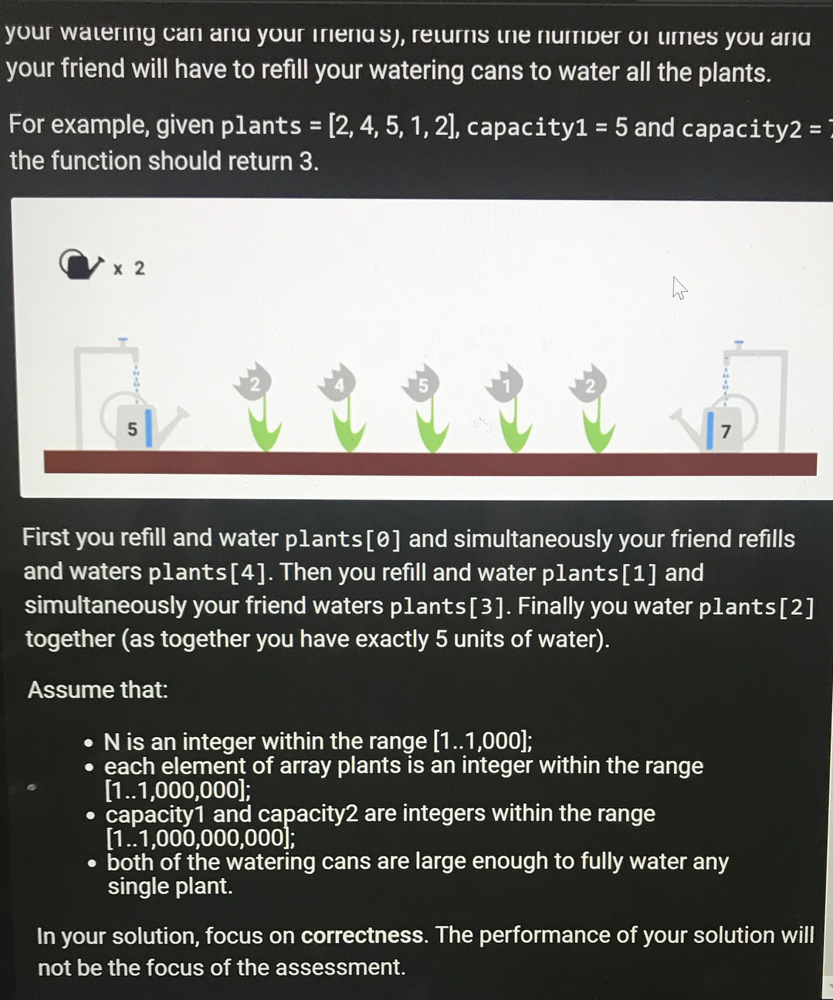 your watering can and your friend's), returns the number of times you and
your friend will have to refill your watering cans to water all the plants.
For example, given plants = [2, 4, 5, 1, 2], capacity1 = 5 and capacity2 =
the function should return 3.
x 2
2 4 5 1 2
5 7
First you refill and water plants[0] and simultaneously your friend refills
and waters plants[4]. Then you refill and water plants[1] and
simultaneously your friend waters plants[3]. Finally you water plants[2]
together (as together you have exactly 5 units of water).
Assume that:
• N is an integer within the range [1..1,000];
• each element of array plants is an integer within the range
[1..1,000,000];
• capacity1 and capacity2 are integers within the range
[1..1,000,000,000];
• both of the watering cans are large enough to fully water any
single plant.
In your solution, focus on correctness. The performance of your solution will
not be the focus of the assessment.